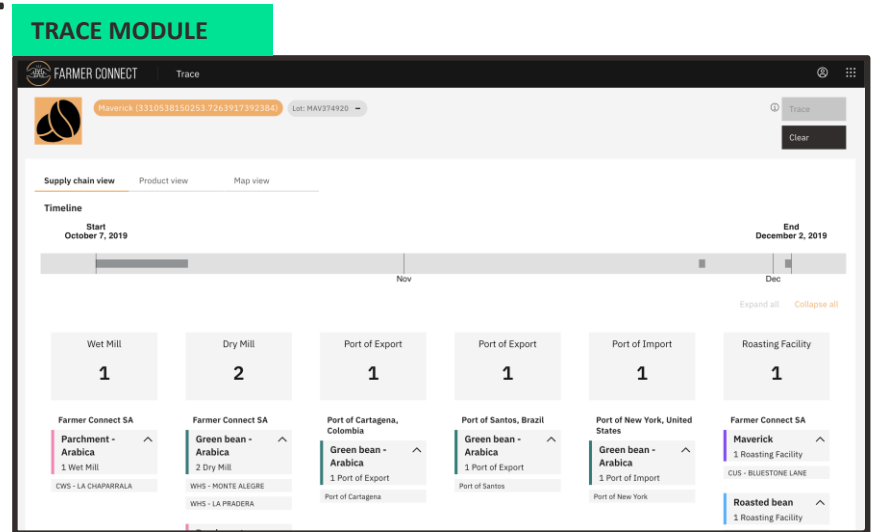 TRACE MODULE
FARMER CONNECT Trace
Maverick (3310538150253.7263917392384) Lot: MAV374920
Trace
Clear
Supply chain view Product view Map view
Timeline
Start End
October 7, 2019 December 2, 2019
Nov Dec
Expand all Collapse all
Wet Mill Dry Mill Port of Export Port of Export Port of Import Roasting Facility
1 2 1 1 1 1
Farmer Connect SA
Parchment -
Arabica
1 Wet Mill
CWS - LA CHAPARRALA
Farmer Connect SA
Green bean -
Arabica
2 Dry Mill
WHS - MONTE ALEGRE
WHS - LA PRADERA
Port of Cartagena,
Colombia
Green bean -
Arabica
1 Port of Export
Port of Cartagena
Port of Santos, Brazil
Green bean -
Arabica
1 Port of Export
Port of Santos
Port of New York, United
States
Green bean -
Arabica
1 Port of Import
Port of New York
Farmer Connect SA
Maverick
1 Roasting Facility
CUS - BLUESTONE LANE
Roasted bean
1 Roasting Facility